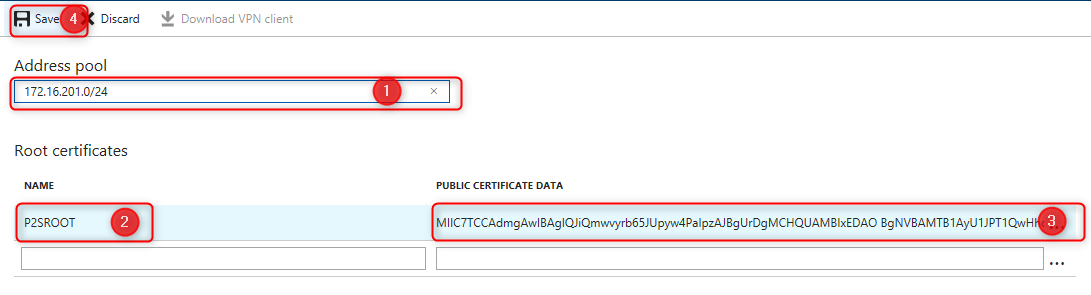 Save 4 Discard Download VPN client
Address pool
172.16.201.0/24 1 ×
Root certificates
NAME PUBLIC CERTIFICATE DATA
P2SROOT 2 MIIC7TCCAdmgAwIBAgIQJiQmwvyrb65JUpyw4PaIpzAJBgUrDgMCHQUAMBIxEDAO BgNVBAMTB1AyU1JPT1QwHh 3
...